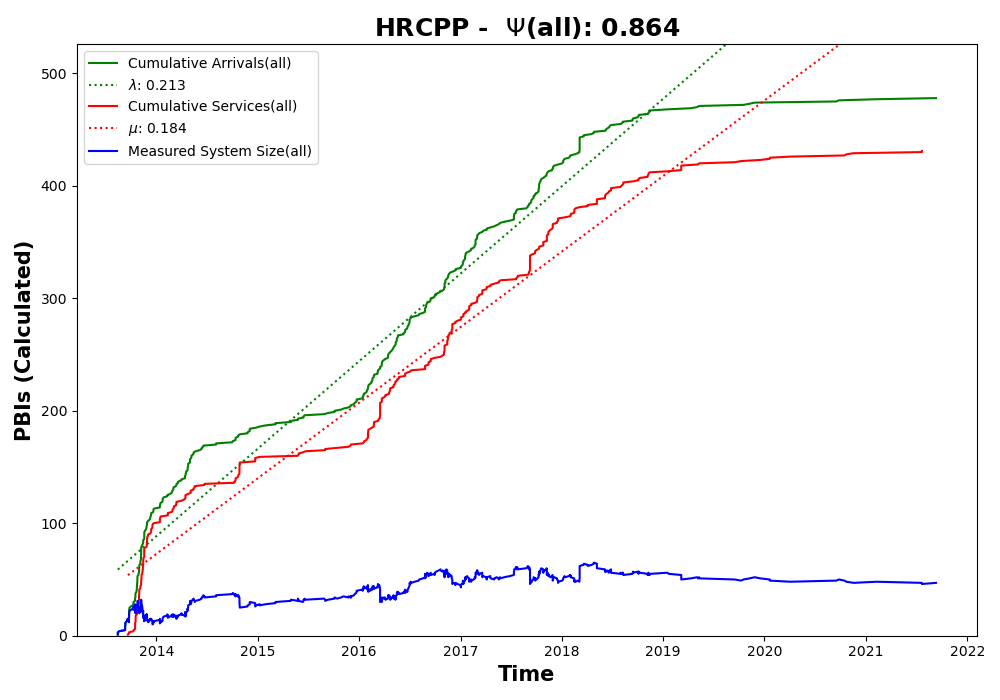 HRCPP - Ψ(all): 0.864
Cumulative Arrivals(all)
λ: 0.213
Cumulative Services(all)
μ: 0.184
Measured System Size(all)
PBIs (Calculated)
500
400
300
200
100
0
2014 2015 2016 2017 2018 2019 2020 2021 2022
Time